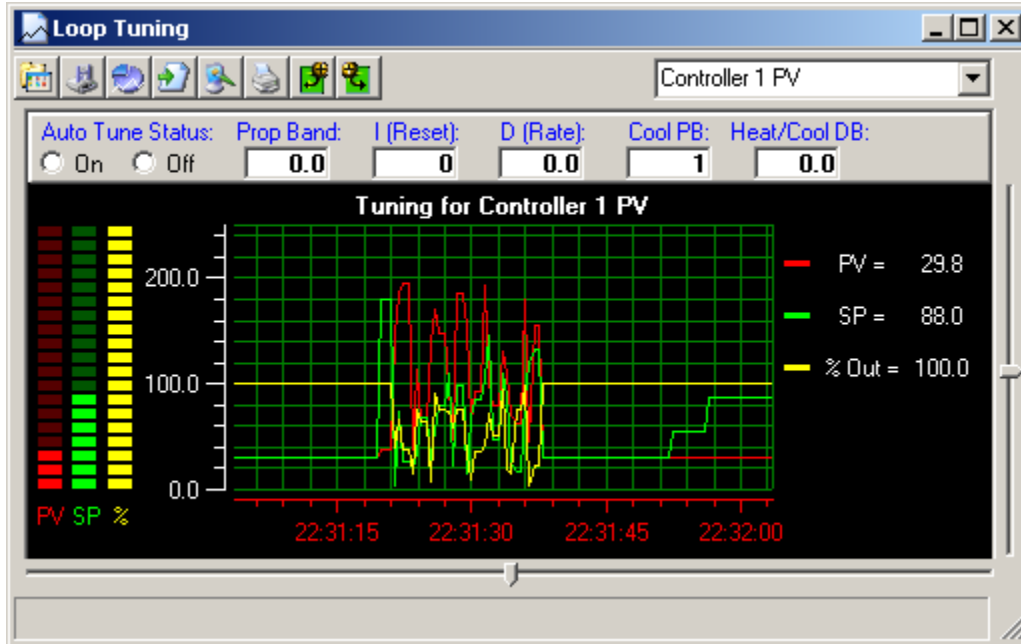 Loop Tuning
Controller 1 PV
Auto Tune Status: Prop Band: I (Reset): D (Rate): Cool PB: Heat/Cool DB:
On Off 0.0 0 0.0 1 0.0
Tuning for Controller 1 PV
200.0
100.0
0.0
PV SP %
22:31:15 22:31:30 22:31:45 22:32:00
PV = 29.8
SP = 88.0
% Out = 100.0